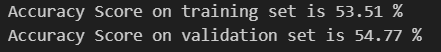 Accuracy Score on training set is 53.51 %
Accuracy Score on validation set is 54.77 %